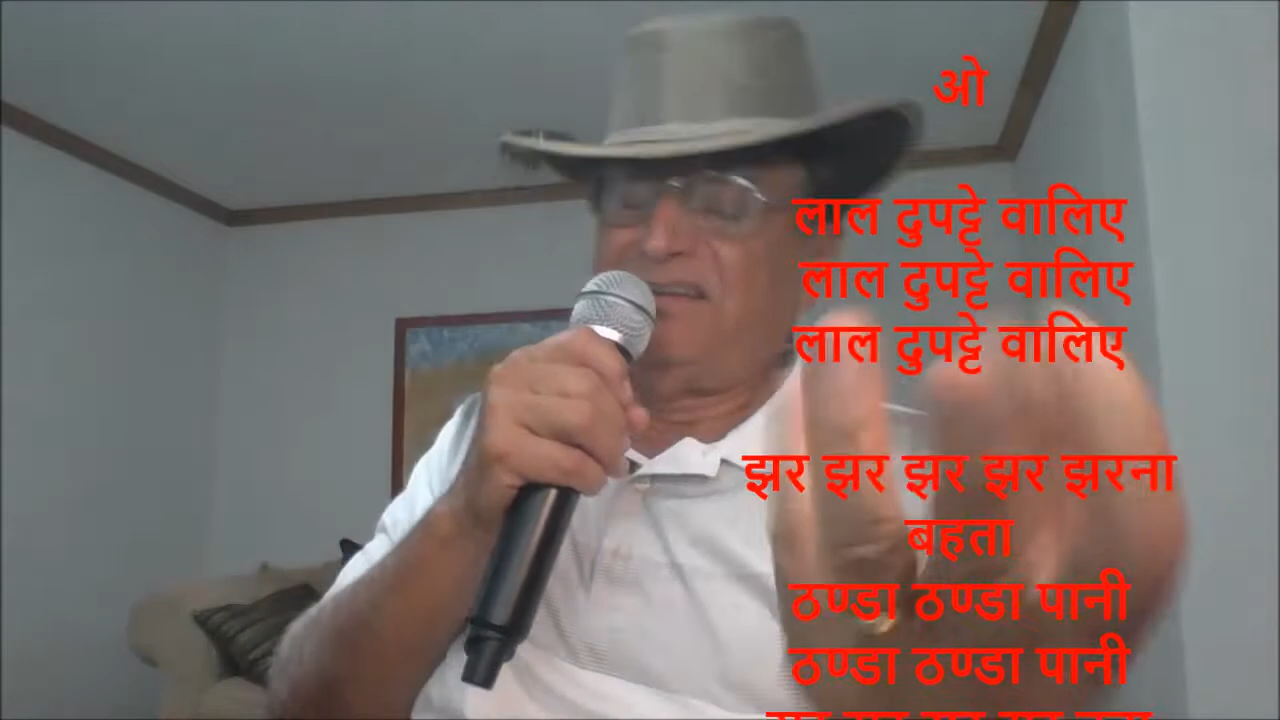 ओ
लाल दुपट्टे वालिए
लाल दुपट्टे वालिए
लाल दुपट्टे वालिए
झर झर झर झर झरना
बहता
ठण्डा ठण्डा पानी
ठण्डा ठण्डा पानी